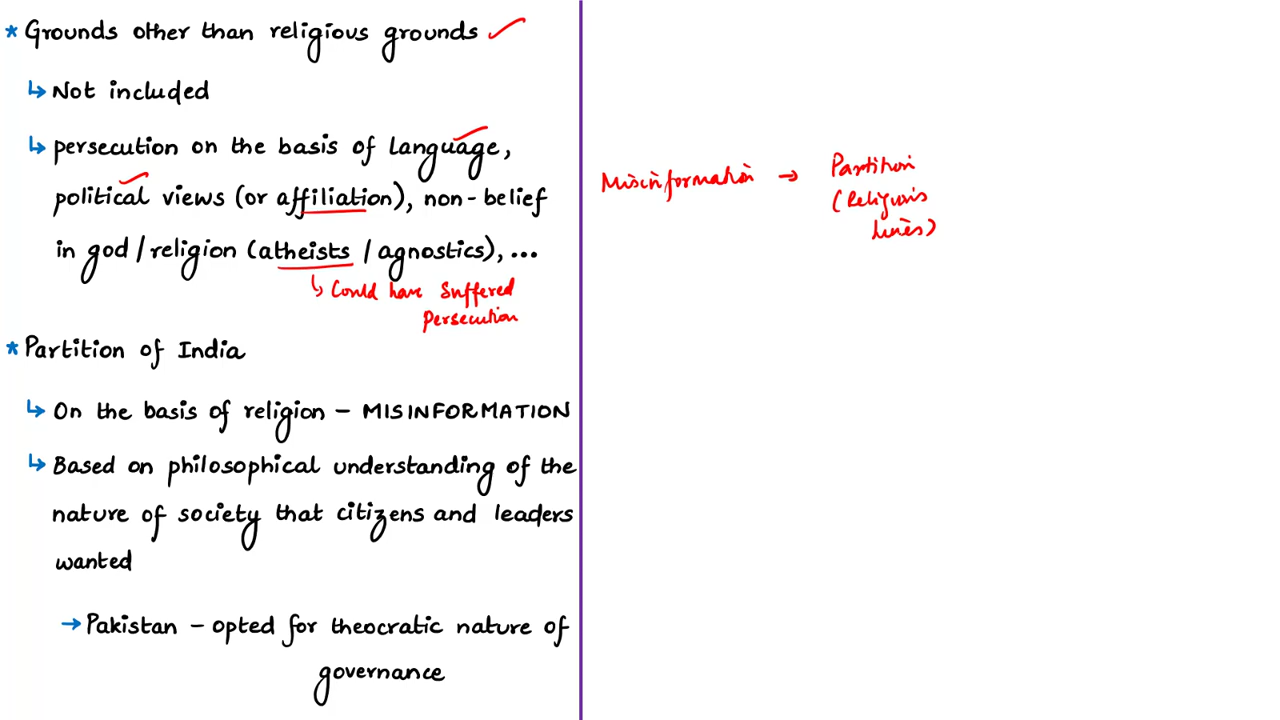 * Grounds other than religious grounds ✓
↳ Not included
↳ persecution on the basis of language,
political views (or affiliation), non-belief
in god/religion (atheists / agnostics), ...
↳ Could have suffered
persecution
* Partition of India
↳ On the basis of religion – MISINFORMATION
↳ Based on philosophical understanding of the
nature of society that citizens and leaders
wanted
→ Pakistan – opted for theocratic nature of
governance
Misinformation → Partition
(Religious
lines)